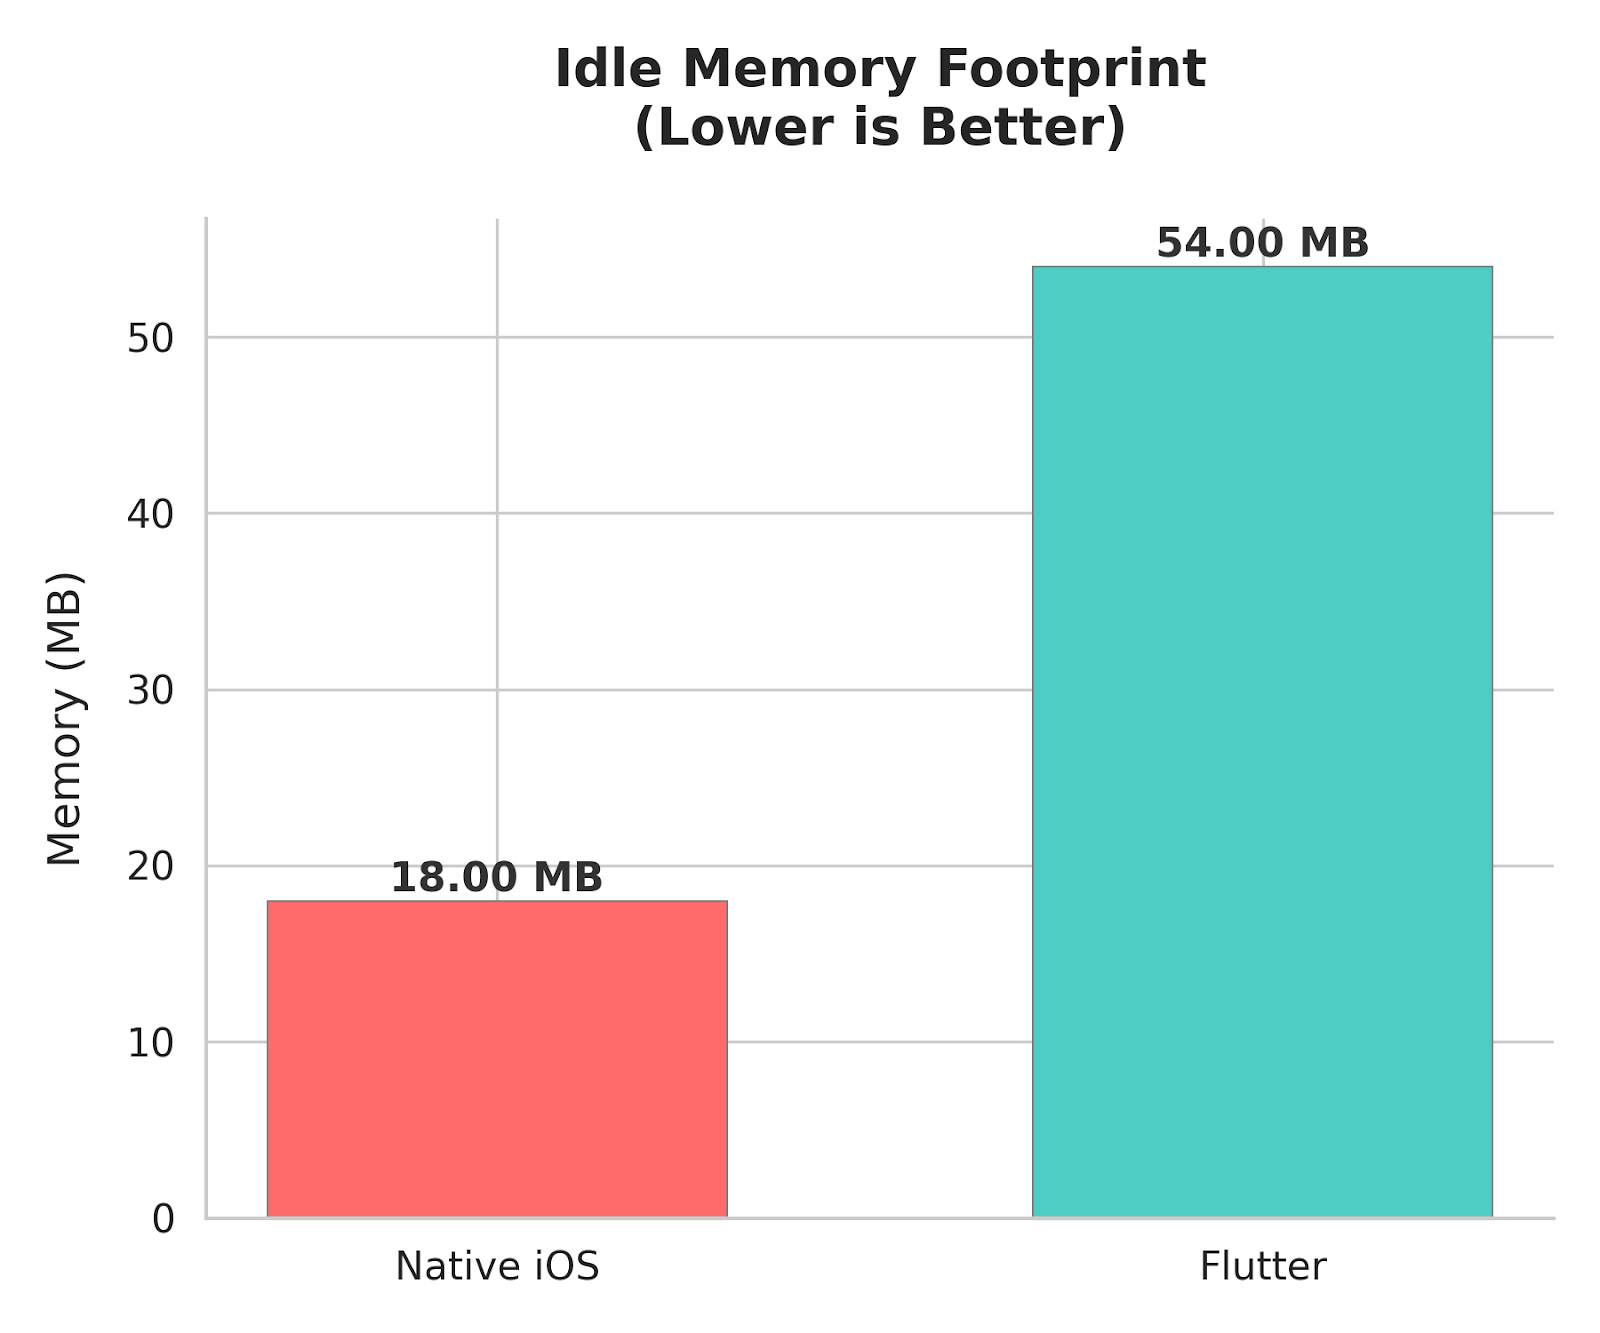 Idle Memory Footprint
(Lower is Better)
54.00 MB
50
40
30
20
18.00 MB
10
0
Memory (MB)
Native iOS
Flutter